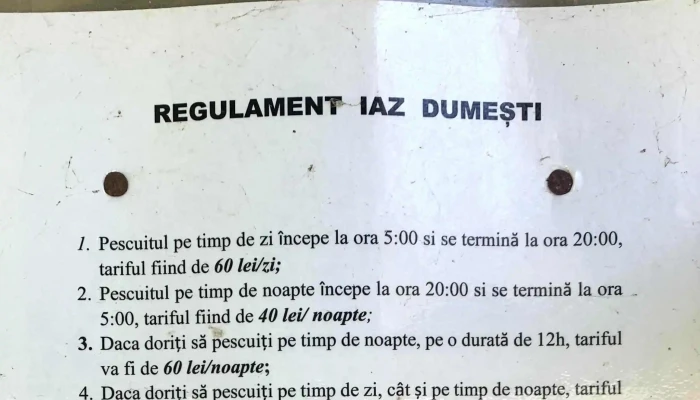 REGULAMENT IAZ DUMEȘTI
1. Pescuitul pe timp de zi începe la ora 5:00 si se termină la ora 20:00,
tariful fiind de 60 lei/zi;
2. Pescuitul pe timp de noapte începe la ora 20:00 si se termină la ora
5:00, tariful fiind de 40 lei/ noapte;
3. Daca doriți să pescuiți pe timp de noapte, pe o durată de 12h, tariful
va fi de 60 lei/noapte;
4. Daca doriți să pescuiți pe timp de zi, cât și pe timp de noapte, tariful